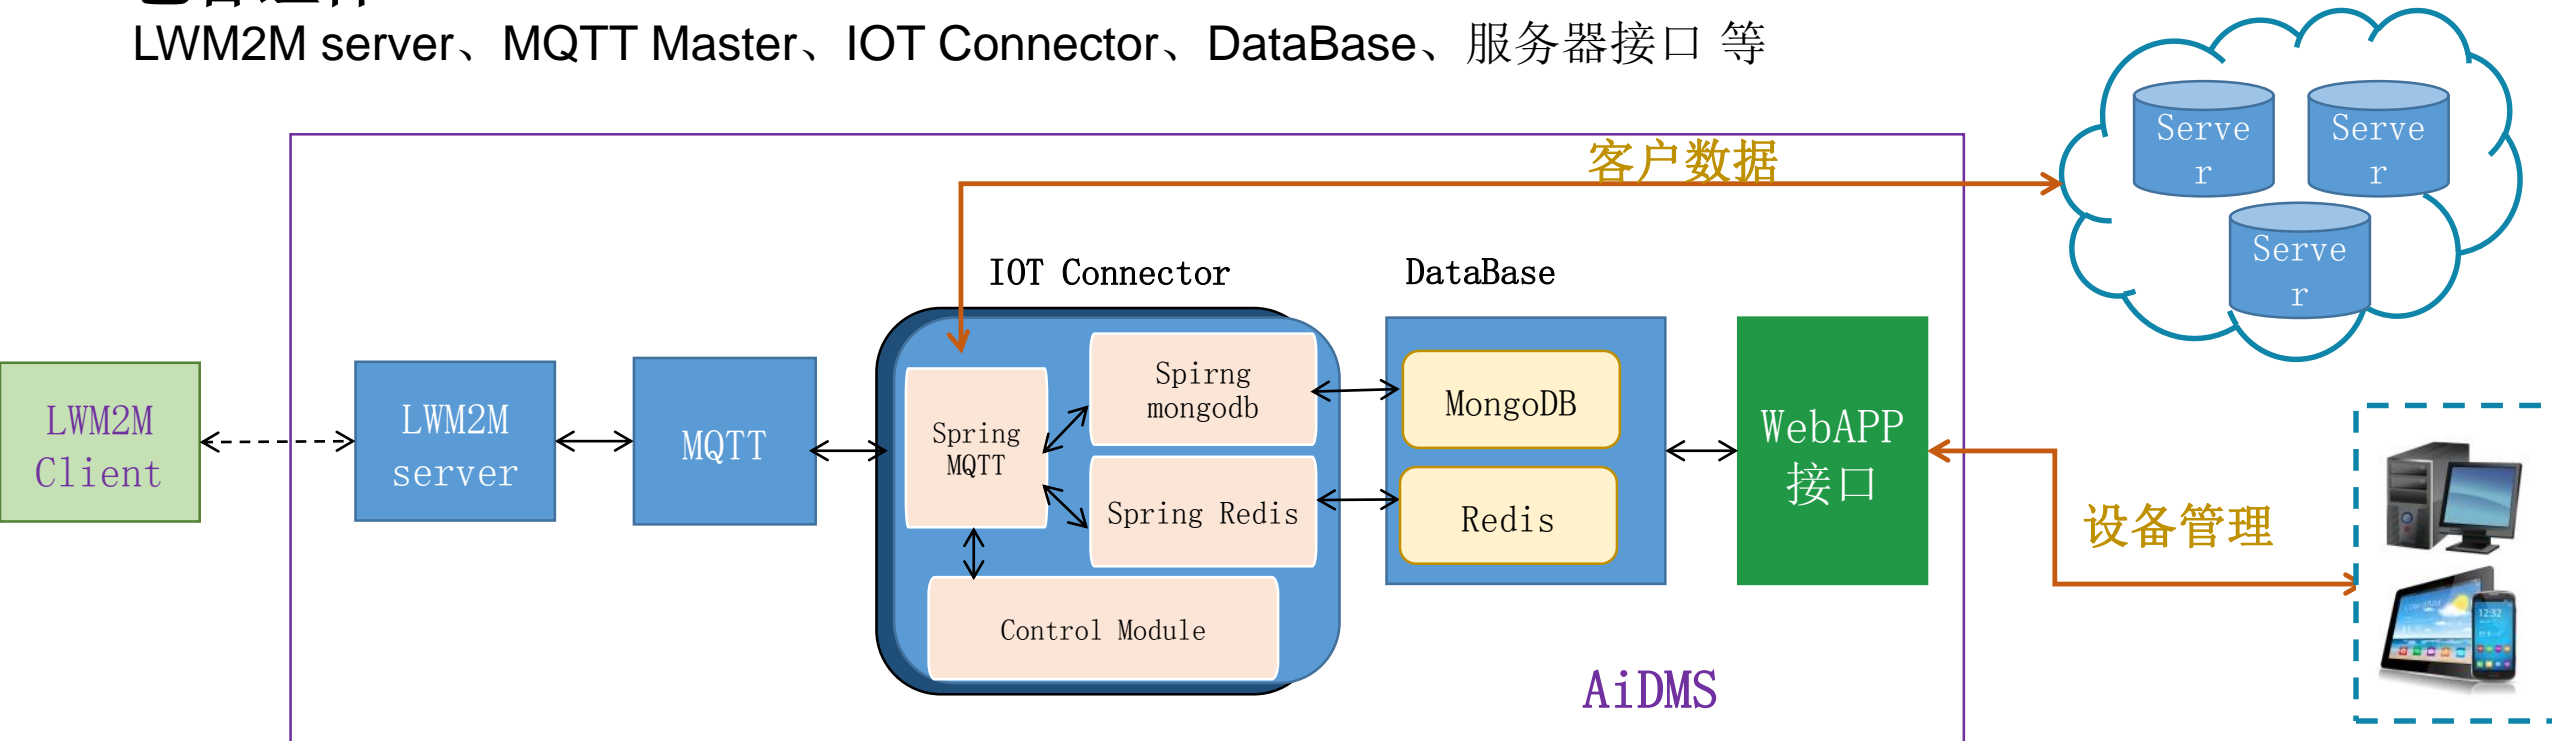 LWM2M server、MQTT Master、IOT Connector、DataBase、服务器接口 等
客户数据
Serve
r
Serve
r
Serve
r
IOT Connector
DataBase
LWM2M
Client
LWM2M
server
MQTT
Spring
MQTT
Spirng
mongodb
Spring Redis
Control Module
MongoDB
Redis
WebAPP
接口
设备管理
AiDMS
12:32